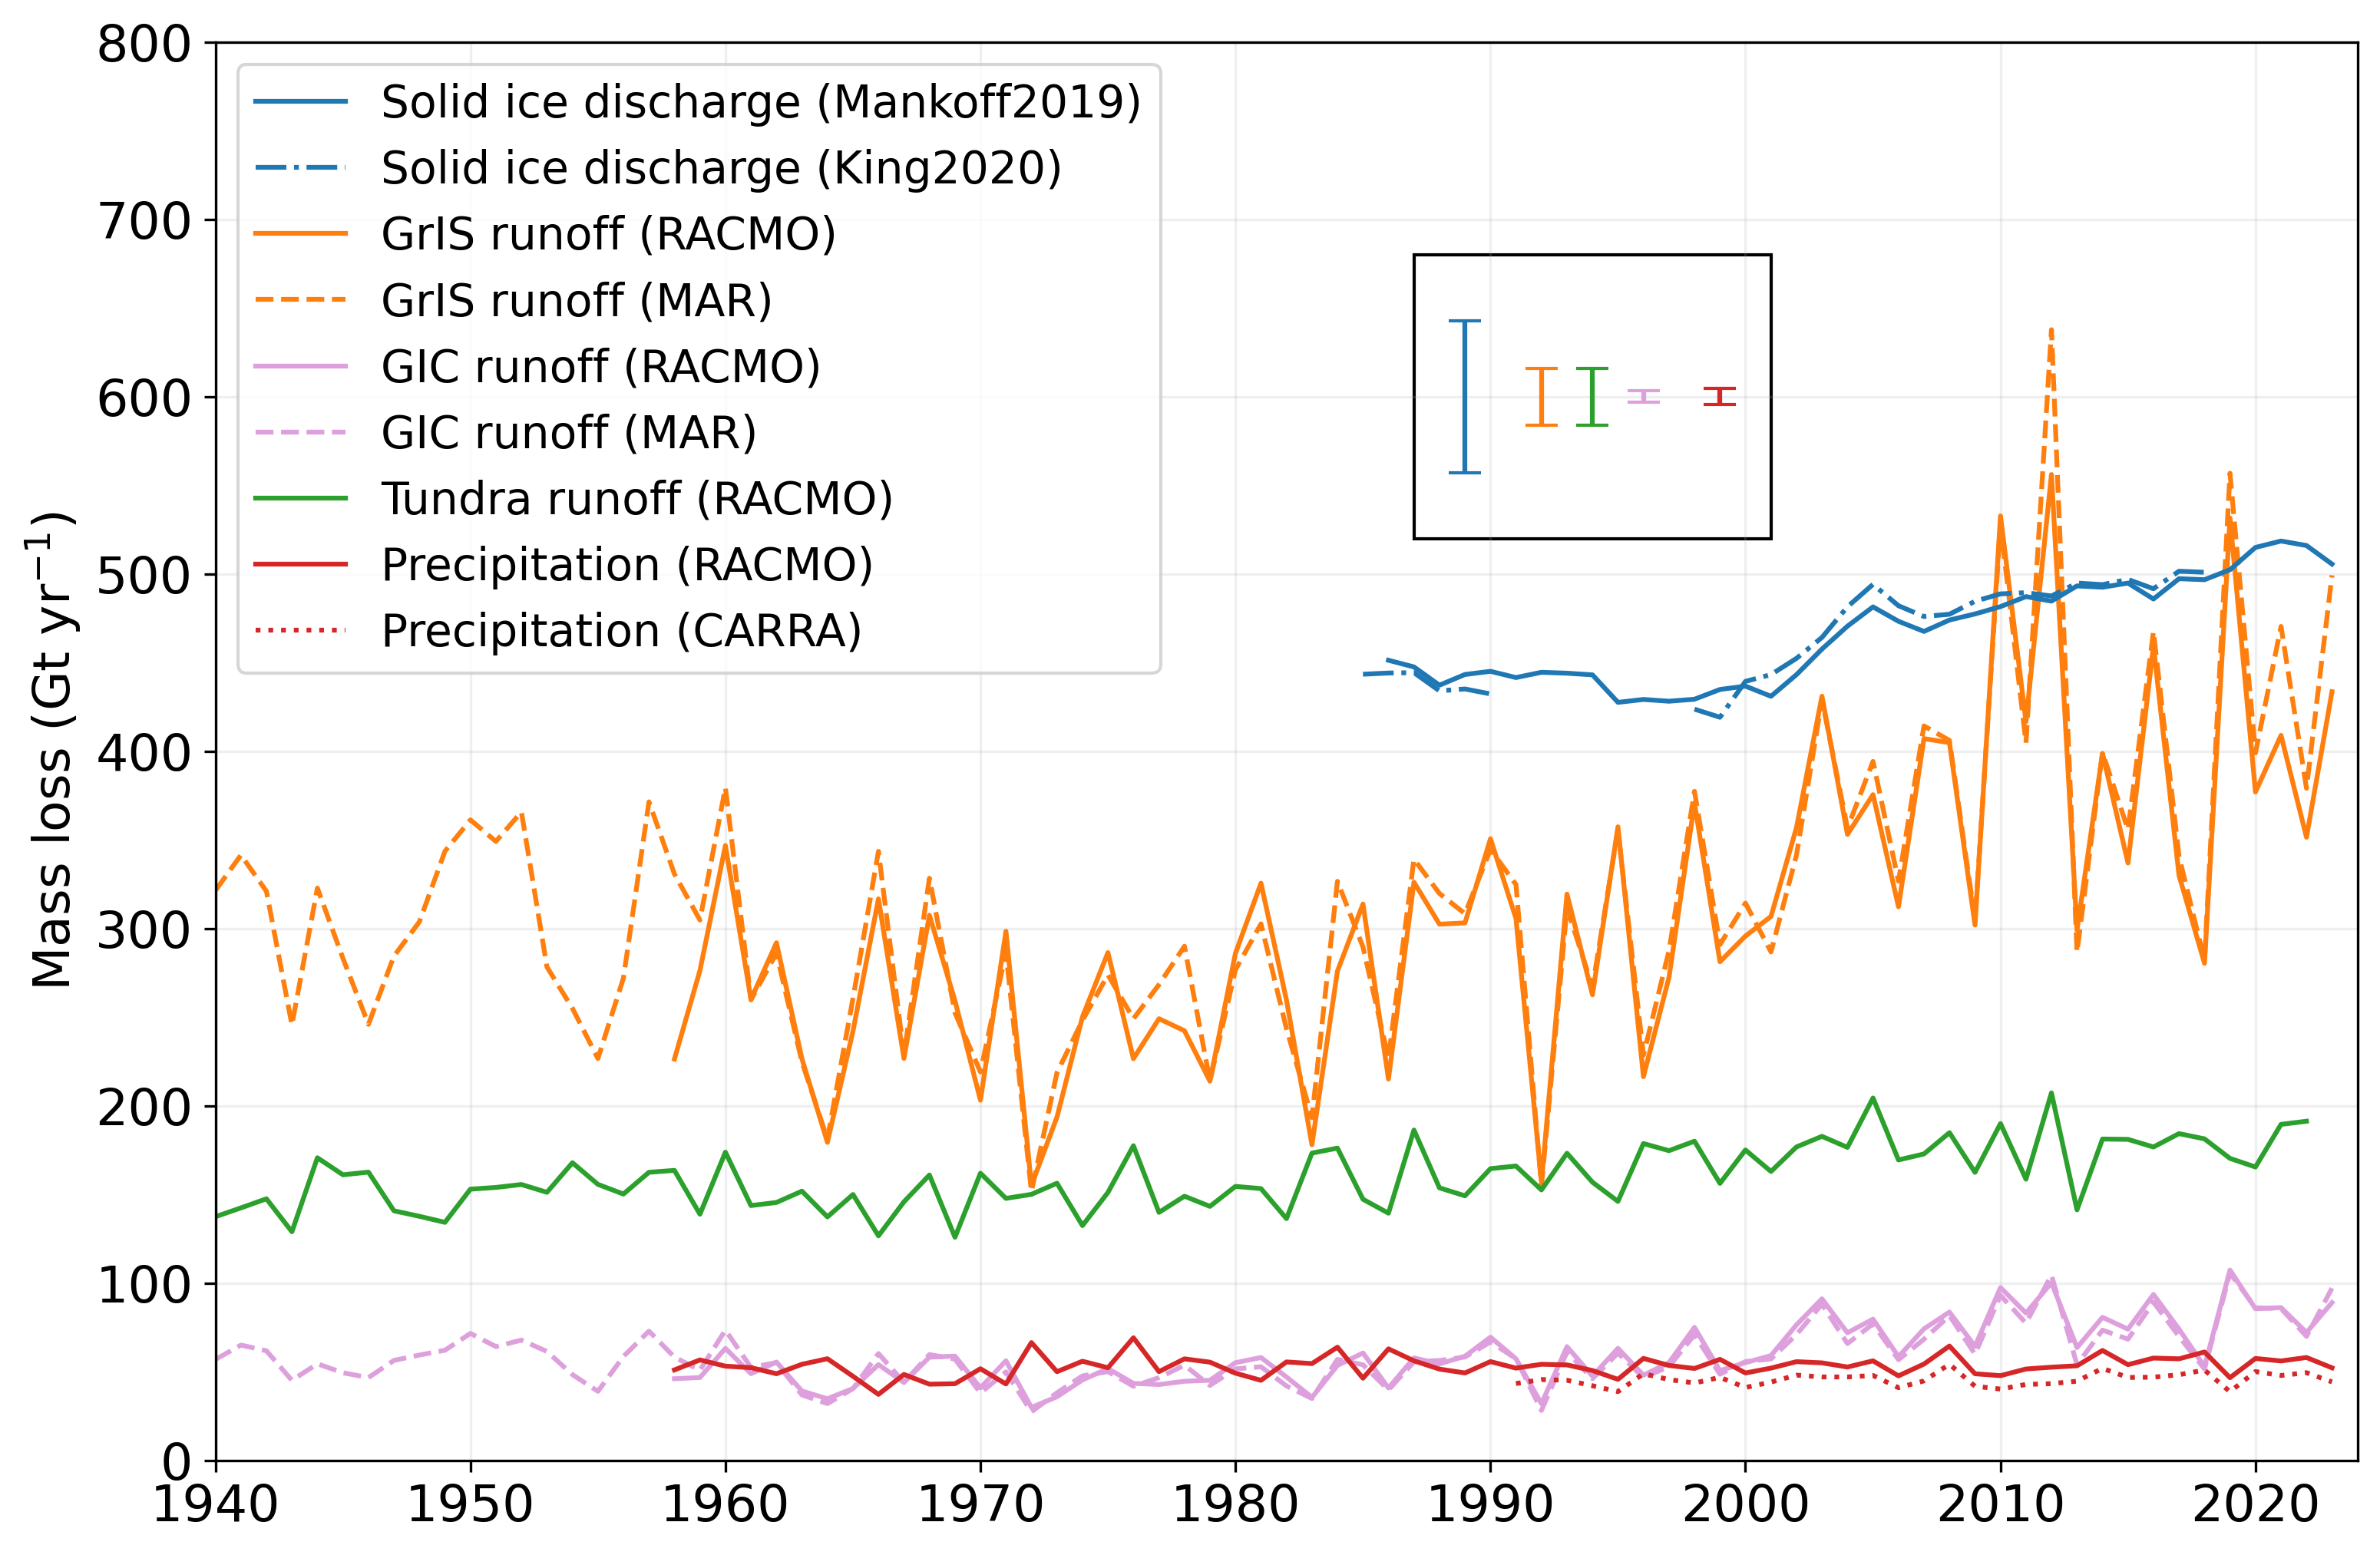 800
700
600
500
400
300
200
100
0
Mass loss (Gt yr⁻¹)
Solid ice discharge (Mankoff2019)
Solid ice discharge (King2020)
GrIS runoff (RACMO)
GrIS runoff (MAR)
GIC runoff (RACMO)
GIC runoff (MAR)
Tundra runoff (RACMO)
Precipitation (RACMO)
Precipitation (CARRA)
1940 1950 1960 1970 1980 1990 2000 2010 2020